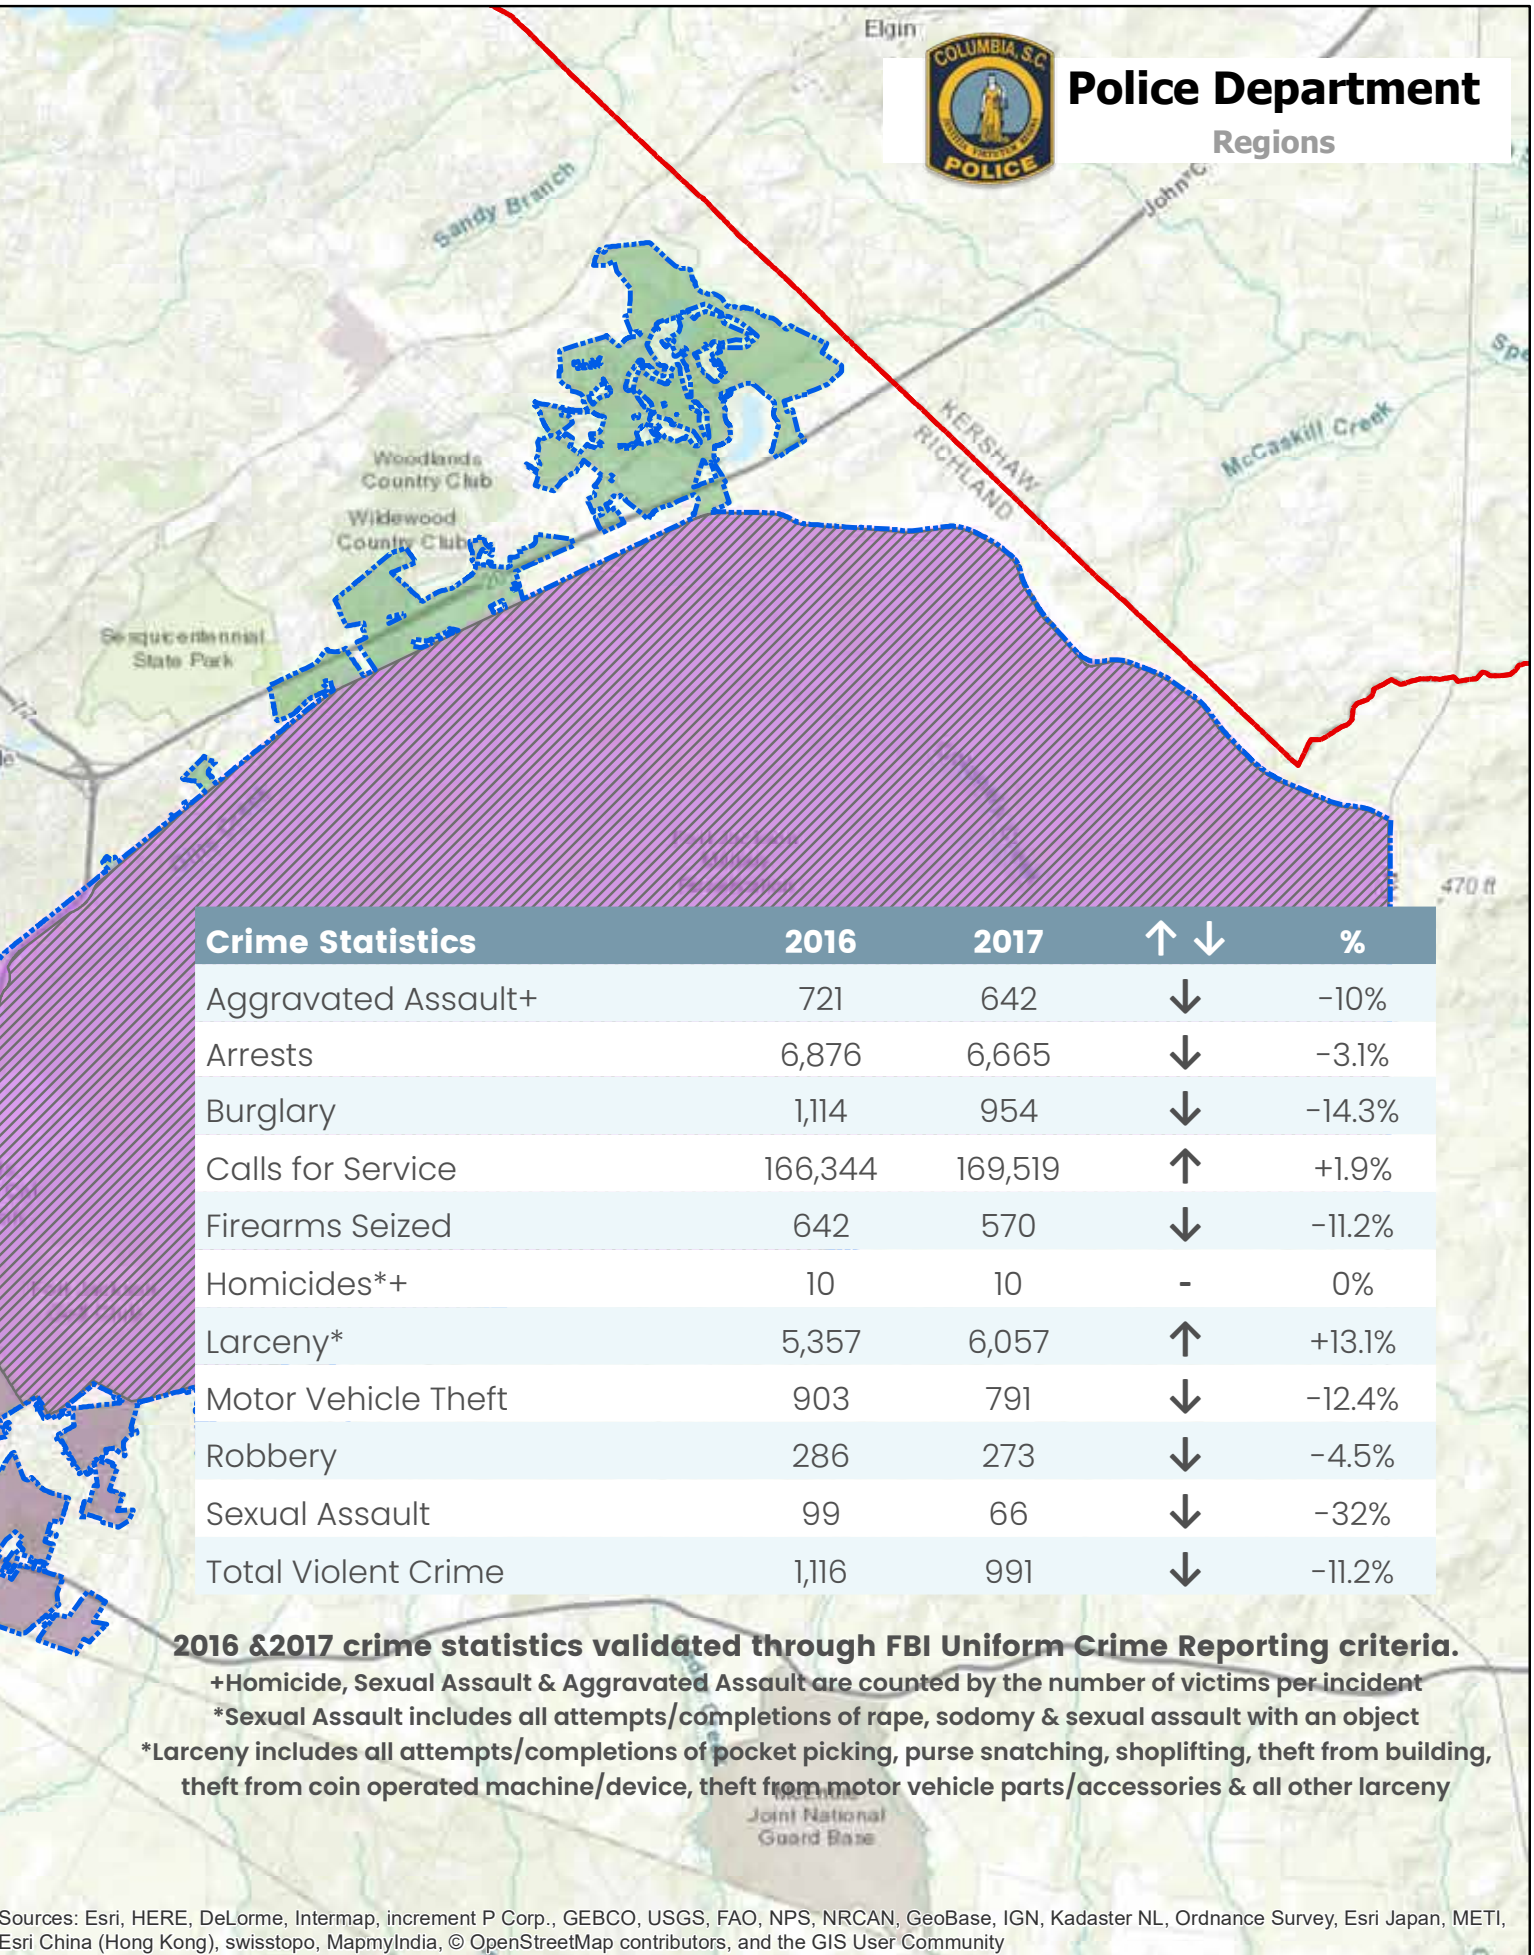 Elgin
COLUMBIA, S.C.
POLICE
Police Department
Regions
John C
Sandy Branch
Spe
KERSHAW
RICHLAND
McCaskill Creek
Woodlands
Country Club
Wildewood
Country Club
20
Sesquicentennial
State Park
77
470 ft
Crime Statistics 2016 2017 ↑ ↓ %
Aggravated Assault+ 721 642 ↓ -10%
Arrests 6,876 6,665 ↓ -3.1%
Burglary 1,114 954 ↓ -14.3%
Calls for Service 166,344 169,519 ↑ +1.9%
Firearms Seized 642 570 ↓ -11.2%
Homicides*+ 10 10 - 0%
Larceny* 5,357 6,057 ↑ +13.1%
Motor Vehicle Theft 903 791 ↓ -12.4%
Robbery 286 273 ↓ -4.5%
Sexual Assault 99 66 ↓ -32%
Total Violent Crime 1,116 991 ↓ -11.2%
2016 &2017 crime statistics validated through FBI Uniform Crime Reporting criteria.
+Homicide, Sexual Assault & Aggravated Assault are counted by the number of victims per incident
*Sexual Assault includes all attempts/completions of rape, sodomy & sexual assault with an object
*Larceny includes all attempts/completions of pocket picking, purse snatching, shoplifting, theft from building,
theft from coin operated machine/device, theft from motor vehicle parts/accessories & all other larceny
Joint National
Guard Base
Sources: Esri, HERE, DeLorme, Intermap, increment P Corp., GEBCO, USGS, FAO, NPS, NRCAN, GeoBase, IGN, Kadaster NL, Ordnance Survey, Esri Japan, METI,
Esri China (Hong Kong), swisstopo, MapmyIndia, © OpenStreetMap contributors, and the GIS User Community